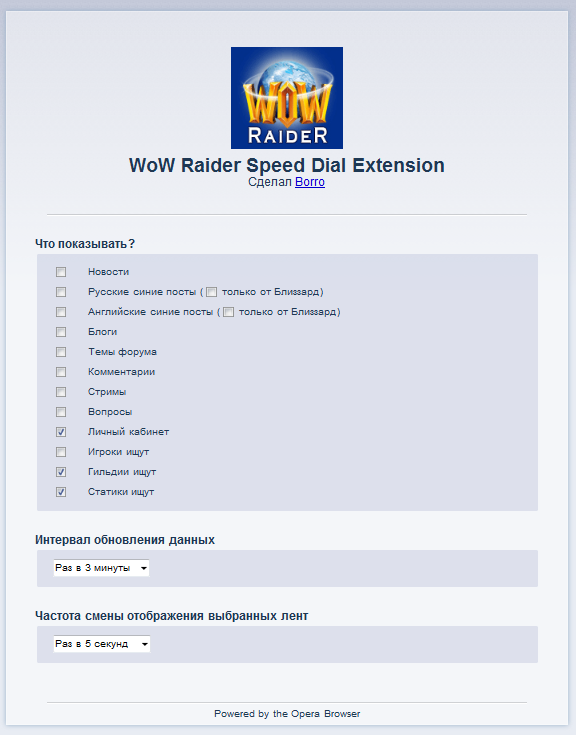 WOW
RAIDER
WoW Raider Speed Dial Extension
Сделал Borro
Что показывать?
Новости
Русские синие посты ( только от Близзард)
Английские синие посты ( только от Близзард)
Блоги
Темы форума
Комментарии
Стримы
Вопросы
Личный кабинет
Игроки ищут
Гильдии ищут
Статики ищут
Интервал обновления данных
Раз в 3 минуты
Частота смены отображения выбранных лент
Раз в 5 секунд
Powered by the Opera Browser